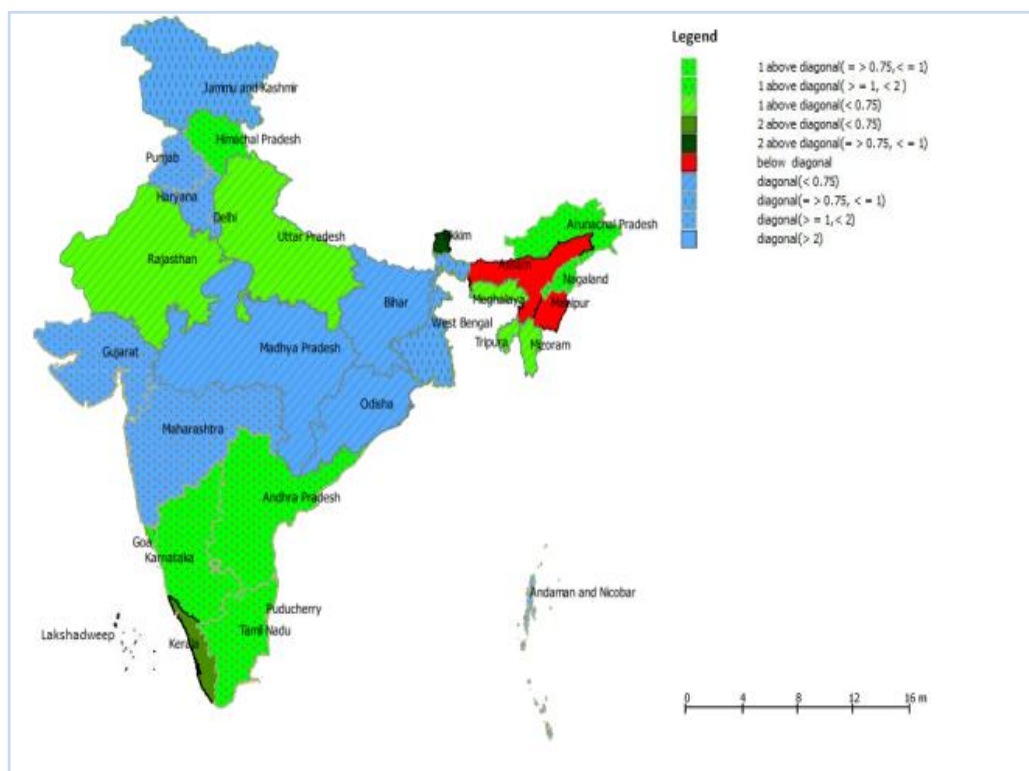 Legend
1 above diagonal( = > 0.75, < = 1)
1 above diagonal( > = 1, < 2 )
1 above diagonal(< 0.75)
2 above diagonal(< 0.75)
2 above diagonal(= > 0.75, < = 1)
below diagonal
diagonal(< 0.75)
diagonal(= > 0.75, < = 1)
diagonal(> = 1, < 2)
diagonal(> 2)
Jammu and Kashmir
Himachal Pradesh
Punjab
Haryana
Delhi
Uttar Pradesh
Rajasthan
kkim
Arunachal Pradesh
Assam
Nagaland
Meghalaya
Manipur
Bihar
West Bengal
Tripura
Mizoram
Gujarat
Madhya Pradesh
Odisha
Maharashtra
Andhra Pradesh
Goa
Karnataka
Andaman and Nicobar
Puducherry
Tamil Nadu
Lakshadweep
Kerala
0 4 8 12 16 m